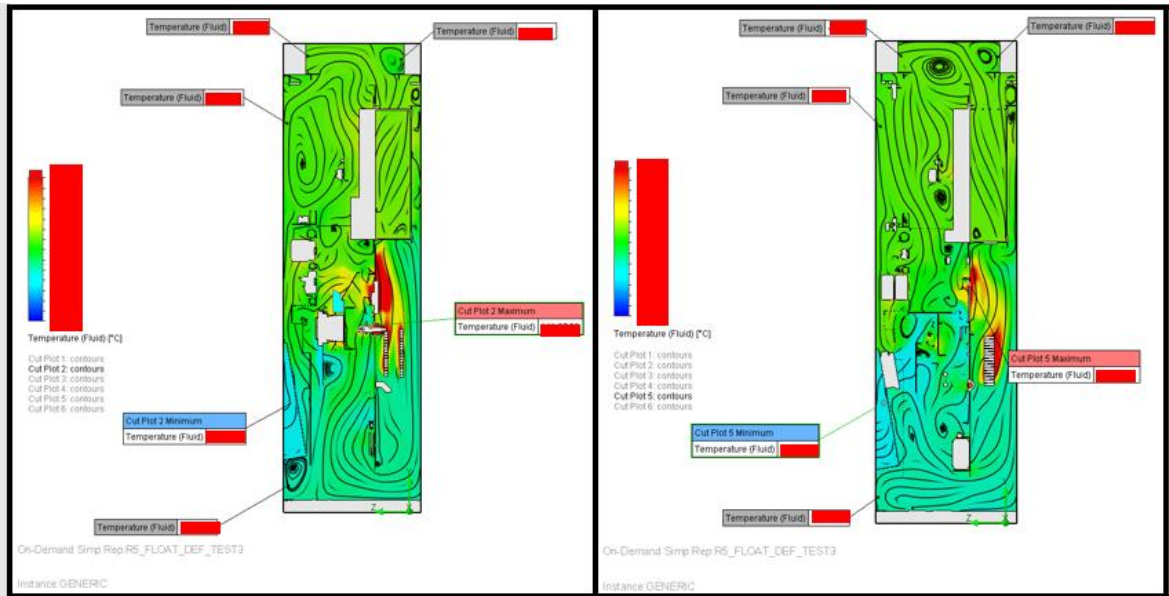 Temperature (Fluid)
Temperature (Fluid)
Temperature (Fluid)
Temperature (Fluid) [°C]
Cut Plot 1: contours
Cut Plot 2: contours
Cut Plot 3: contours
Cut Plot 4: contours
Cut Plot 5: contours
Cut Plot 6: contours
Cut Plot 2 Maximum
Temperature (Fluid)
Cut Plot 2 Minimum
Temperature (Fluid)
Temperature (Fluid)
Z
Y
X
On-Demand Simp Rep:R5_FLOAT_DEF_TEST3
Instance:GENERIC
Temperature (Fluid)
Temperature (Fluid)
Temperature (Fluid)
Temperature (Fluid) [°C]
Cut Plot 1: contours
Cut Plot 2: contours
Cut Plot 3: contours
Cut Plot 4: contours
Cut Plot 5: contours
Cut Plot 6: contours
Cut Plot 5 Maximum
Temperature (Fluid)
Cut Plot 5 Minimum
Temperature (Fluid)
Temperature (Fluid)
Z
On-Demand Simp Rep:R5_FLOAT_DEF_TEST3
Instance:GENERIC